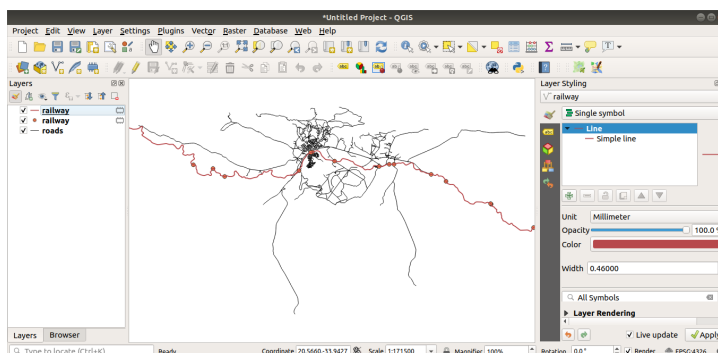 *Untitled Project - QGIS
Project Edit View Layer Settings Plugins Vector Raster Database Web Help
Layers
railway
railway
roads
Layers Browser
Layer Styling
railway
Single symbol
Line
Simple line
Unit Millimeter
Opacity 100.0
Color
Width 0.46000
All Symbols
Layer Rendering
Live update Apply
Type to locate (Ctrl+K) Ready Coordinate 20.5660,-33.9427 Scale 1:171500 Magnifier 100% Rotation 0.0° Render